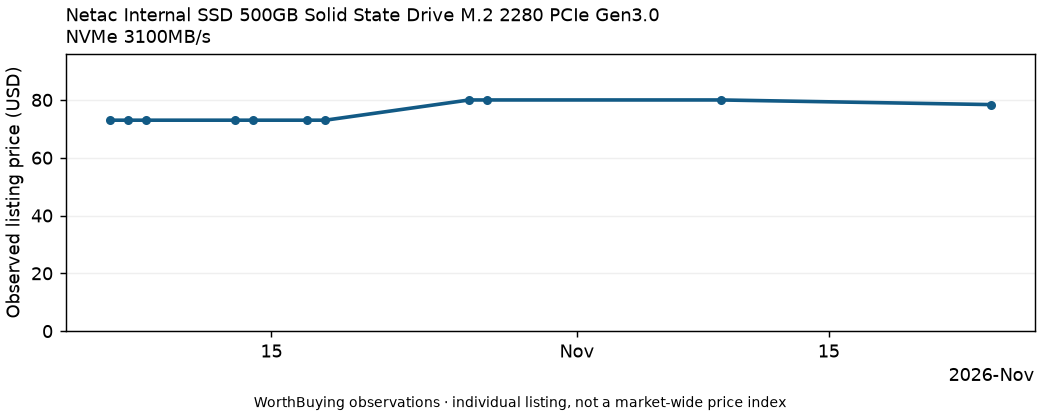 Netac Internal SSD 500GB Solid State Drive M.2 2280 PCIe Gen3.0
NVMe 3100MB/s
Observed listing price (USD)
80
60
40
20
0
15
Nov
15
2026-Nov
WorthBuying observations · individual listing, not a market-wide price index